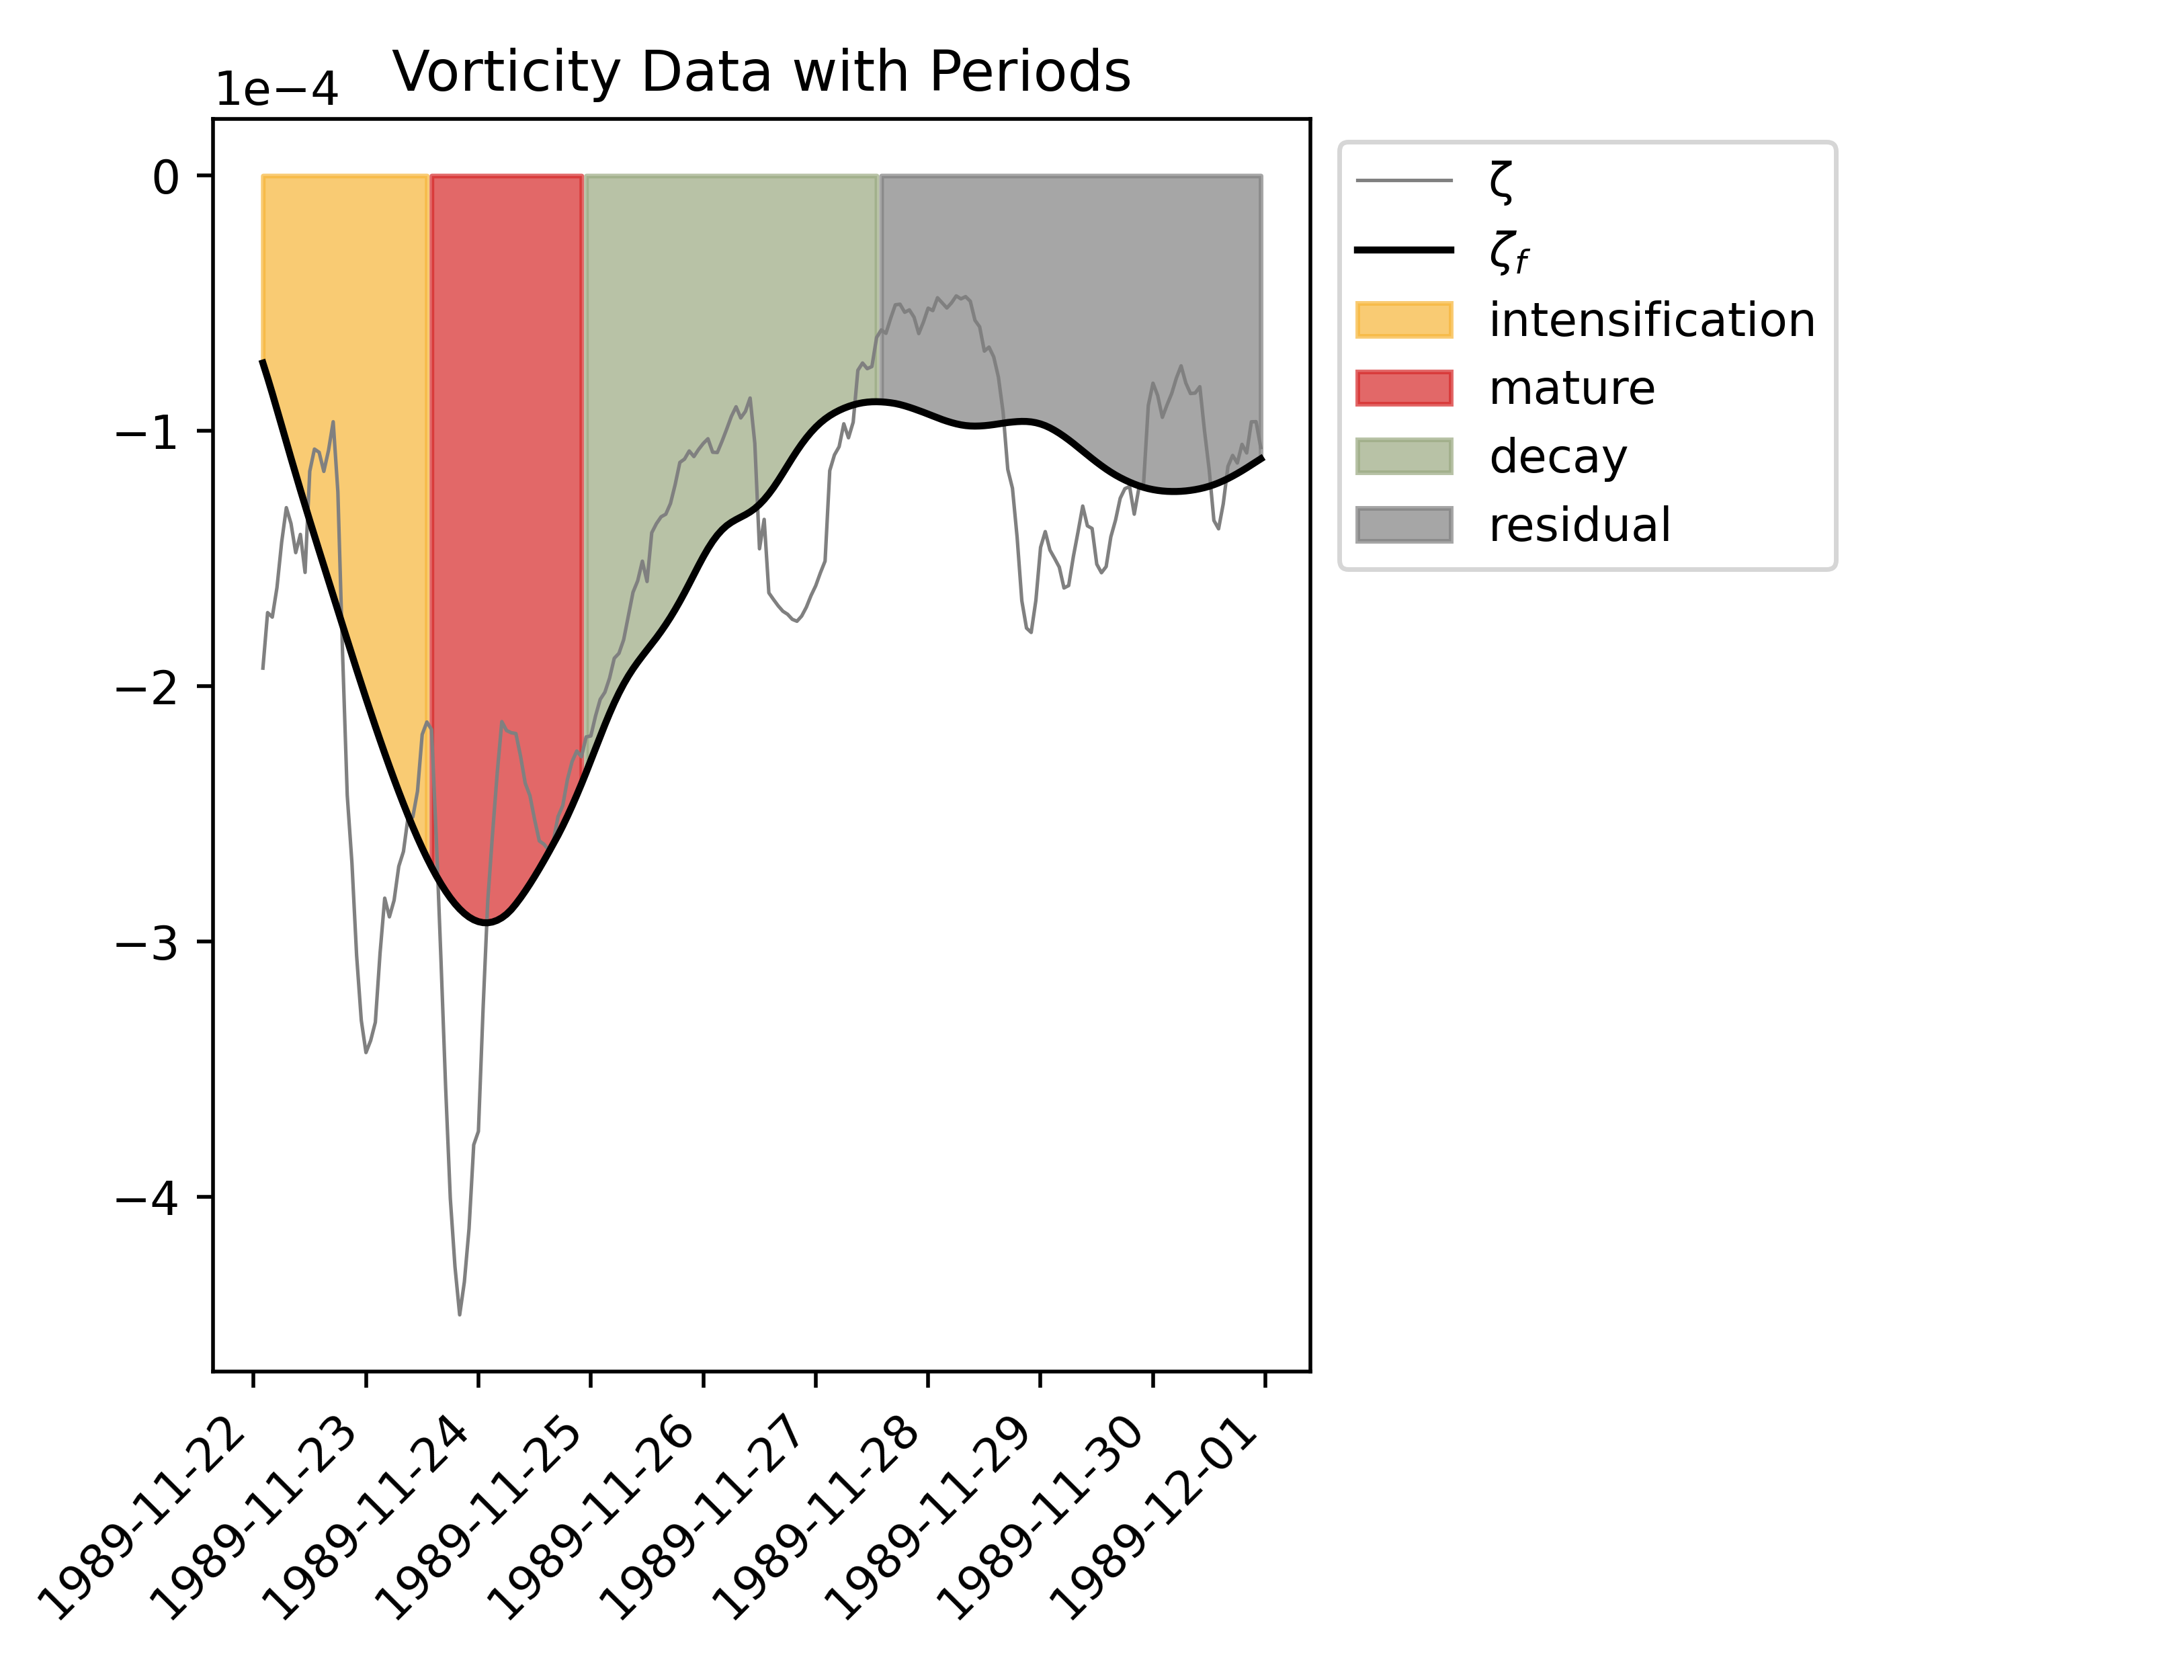 Vorticity Data with Periods
1e−4
0
−1
−2
−3
−4
1989-11-22
1989-11-23
1989-11-24
1989-11-25
1989-11-26
1989-11-27
1989-11-28
1989-11-29
1989-11-30
1989-12-01
ζ
ζf
intensification
mature
decay
residual